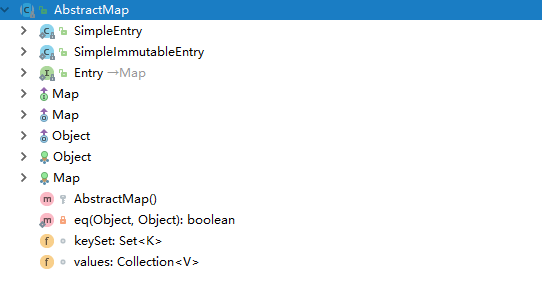 AbstractMap
SimpleEntry
SimpleImmutableEntry
Entry →Map
Map
Map
Object
Object
Map
AbstractMap()
eq(Object, Object): boolean
keySet: Set<K>
values: Collection<V>